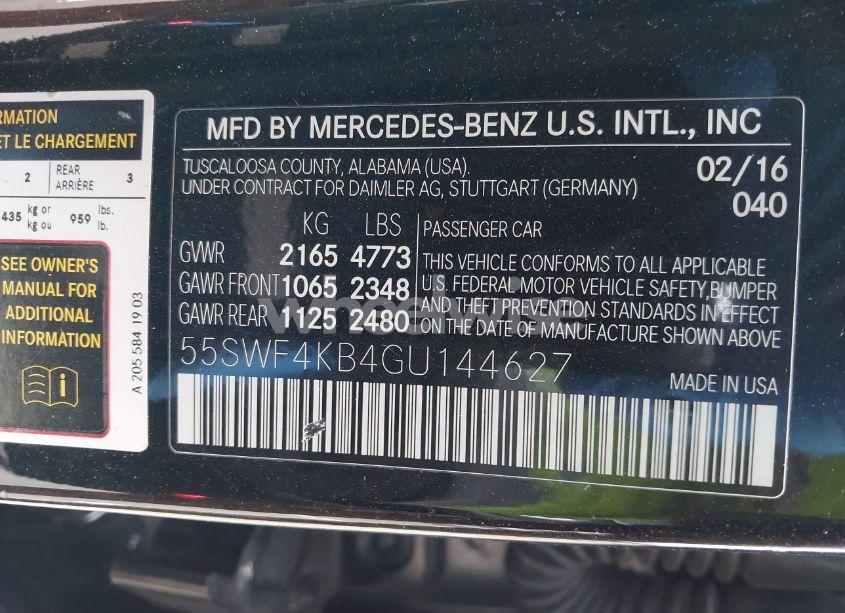 RMATION
ET LE CHARGEMENT
2 REAR ARRIÈRE 3
435 kg or kg ou 959 lbs. lb.
SEE OWNER'S
MANUAL FOR
ADDITIONAL
INFORMATION
i
A 205 584 19 03
MFD BY MERCEDES-BENZ U.S. INTL., INC
TUSCALOOSA COUNTY, ALABAMA (USA).
UNDER CONTRACT FOR DAIMLER AG, STUTTGART (GERMANY)
02/16
040
KG LBS
GVWR 2165 4773
GAWR FRONT 1065 2348
GAWR REAR 1125 2480
PASSENGER CAR
THIS VEHICLE CONFORMS TO ALL APPLICABLE
U.S. FEDERAL MOTOR VEHICLE SAFETY,BUMPER
AND THEFT PREVENTION STANDARDS IN EFFECT
ON THE DATE OF MANUFACTURE SHOWN ABOVE
55SWF4KB4GU144627
MADE IN USA